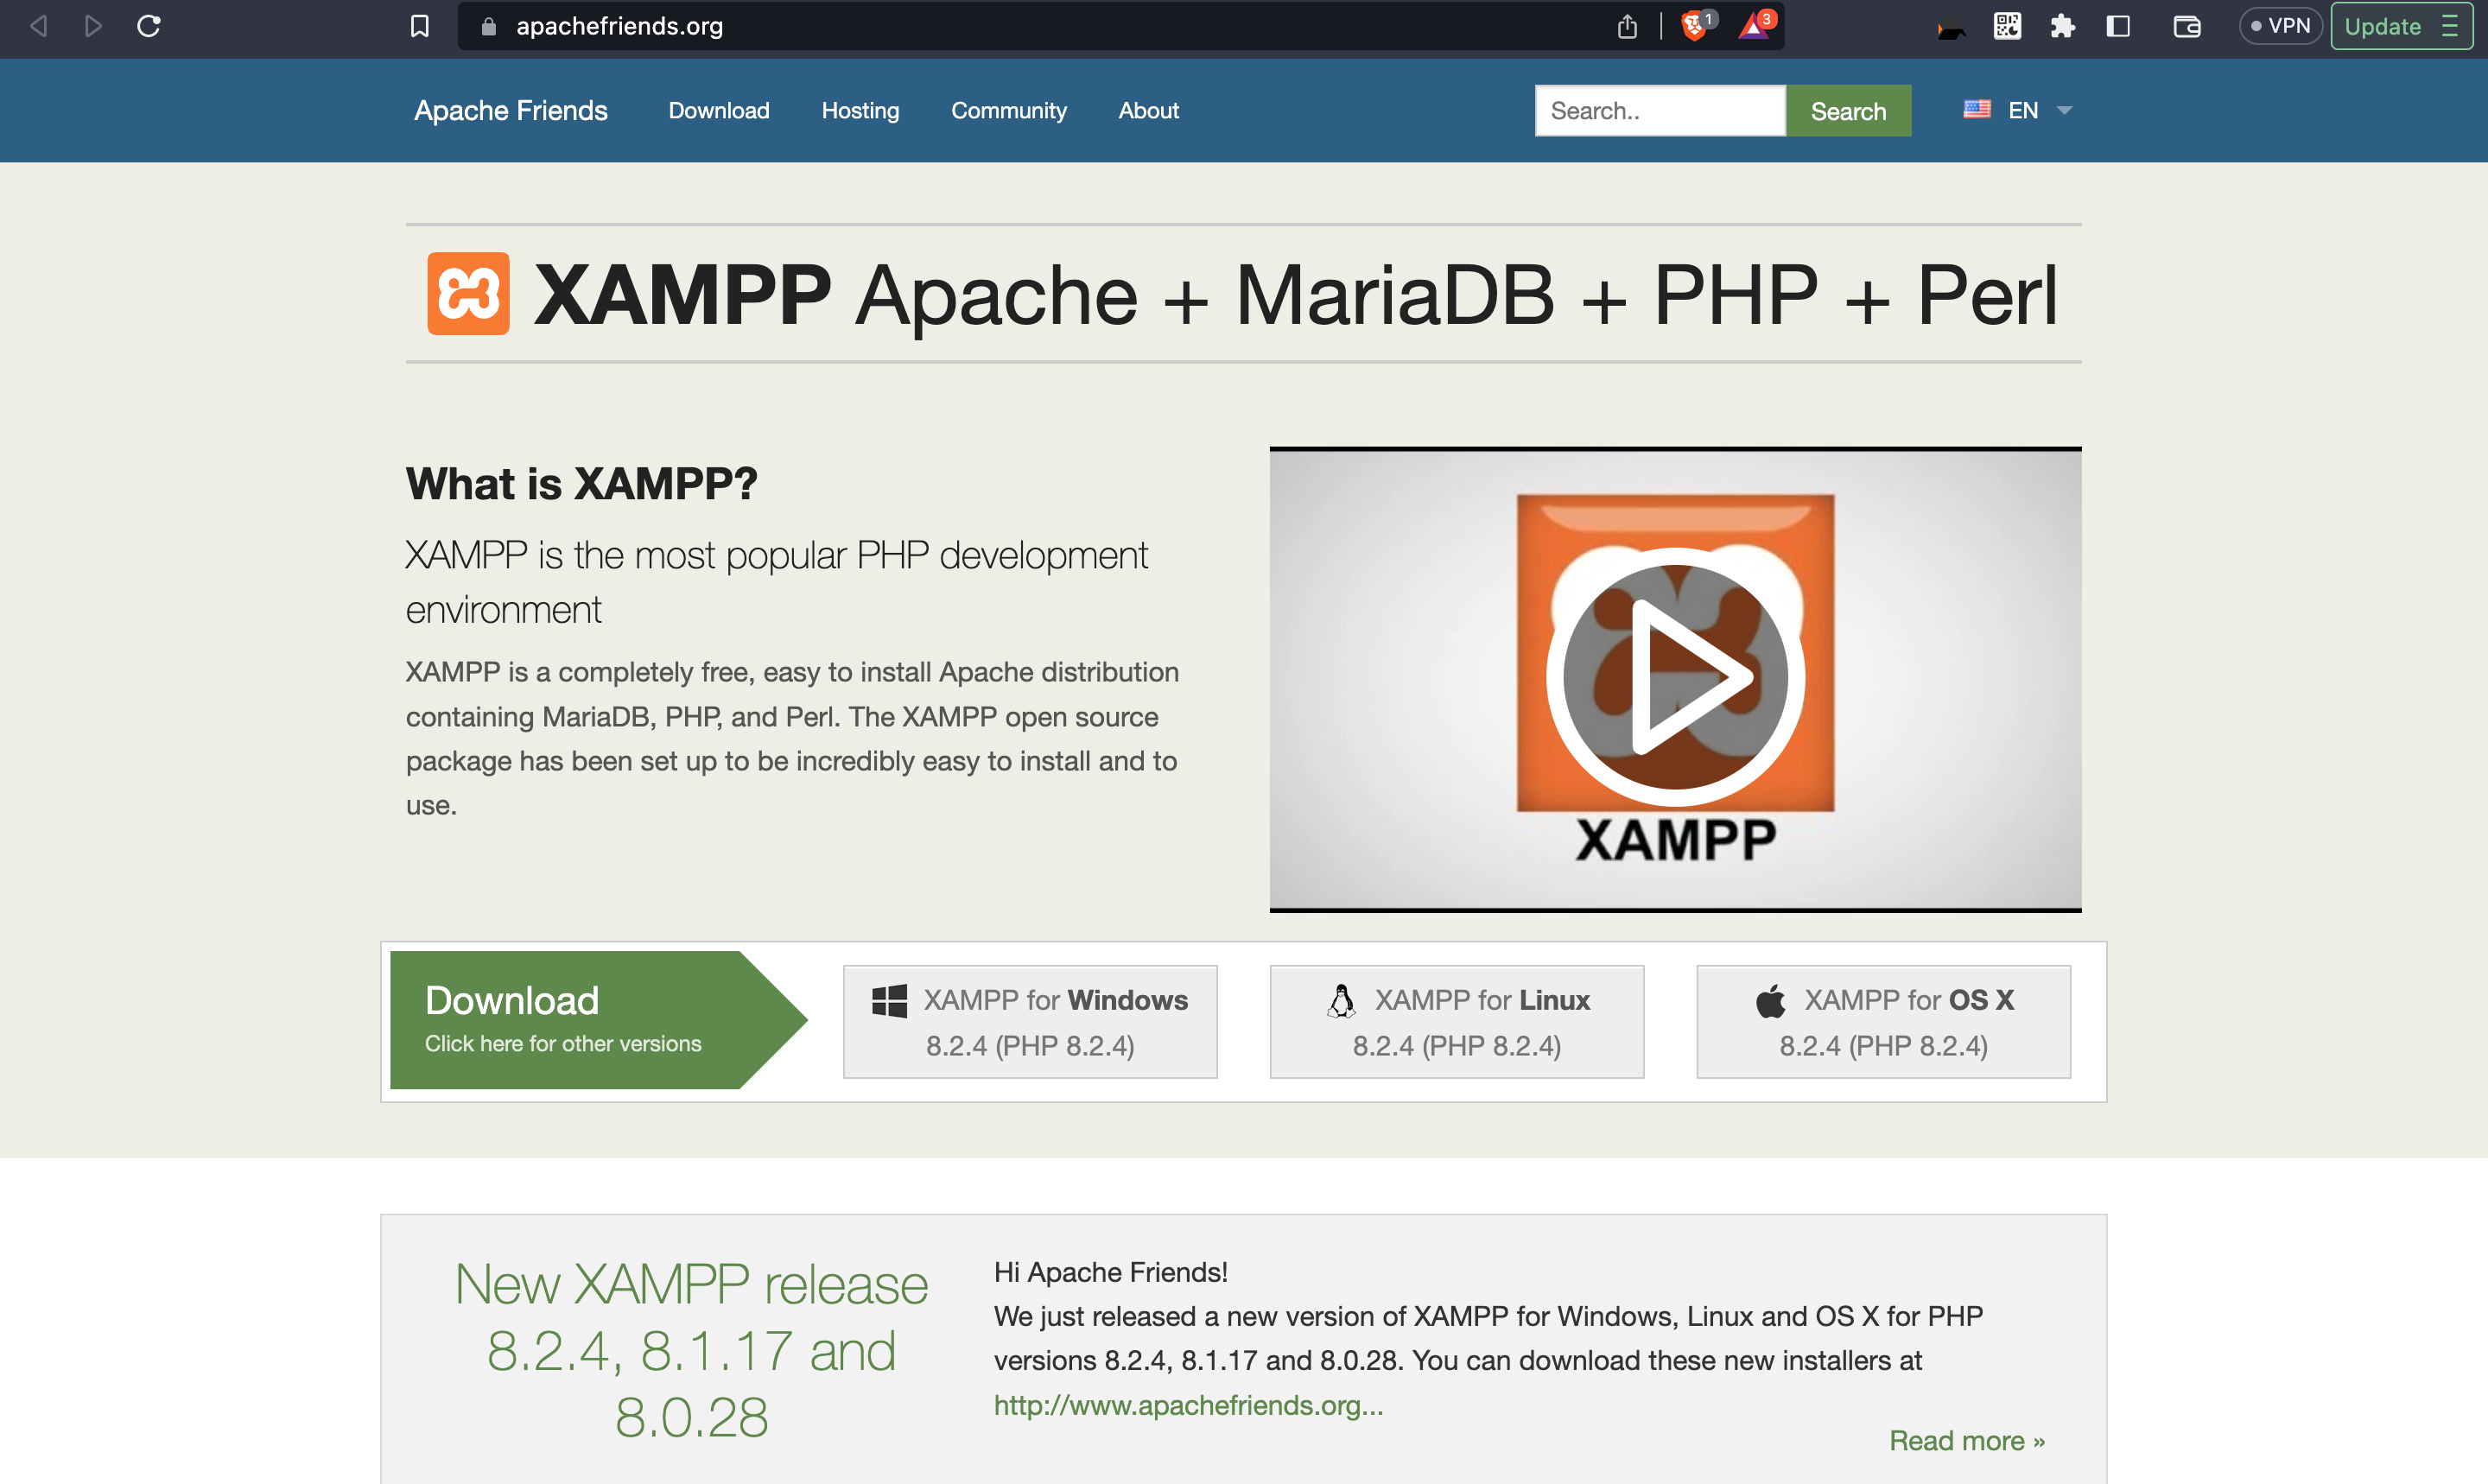 apachefriends.org
1
3
VPN
Update
Apache Friends
Download
Hosting
Community
About
Search..
Search
EN
XAMPP Apache + MariaDB + PHP + Perl
What is XAMPP?
XAMPP is the most popular PHP development
environment
XAMPP is a completely free, easy to install Apache distribution
containing MariaDB, PHP, and Perl. The XAMPP open source
package has been set up to be incredibly easy to install and to
use.
XAMPP
Download
Click here for other versions
XAMPP for Windows
8.2.4 (PHP 8.2.4)
XAMPP for Linux
8.2.4 (PHP 8.2.4)
XAMPP for OS X
8.2.4 (PHP 8.2.4)
New XAMPP release
8.2.4, 8.1.17 and
8.0.28
Hi Apache Friends!
We just released a new version of XAMPP for Windows, Linux and OS X for PHP
versions 8.2.4, 8.1.17 and 8.0.28. You can download these new installers at
http://www.apachefriends.org...
Read more »